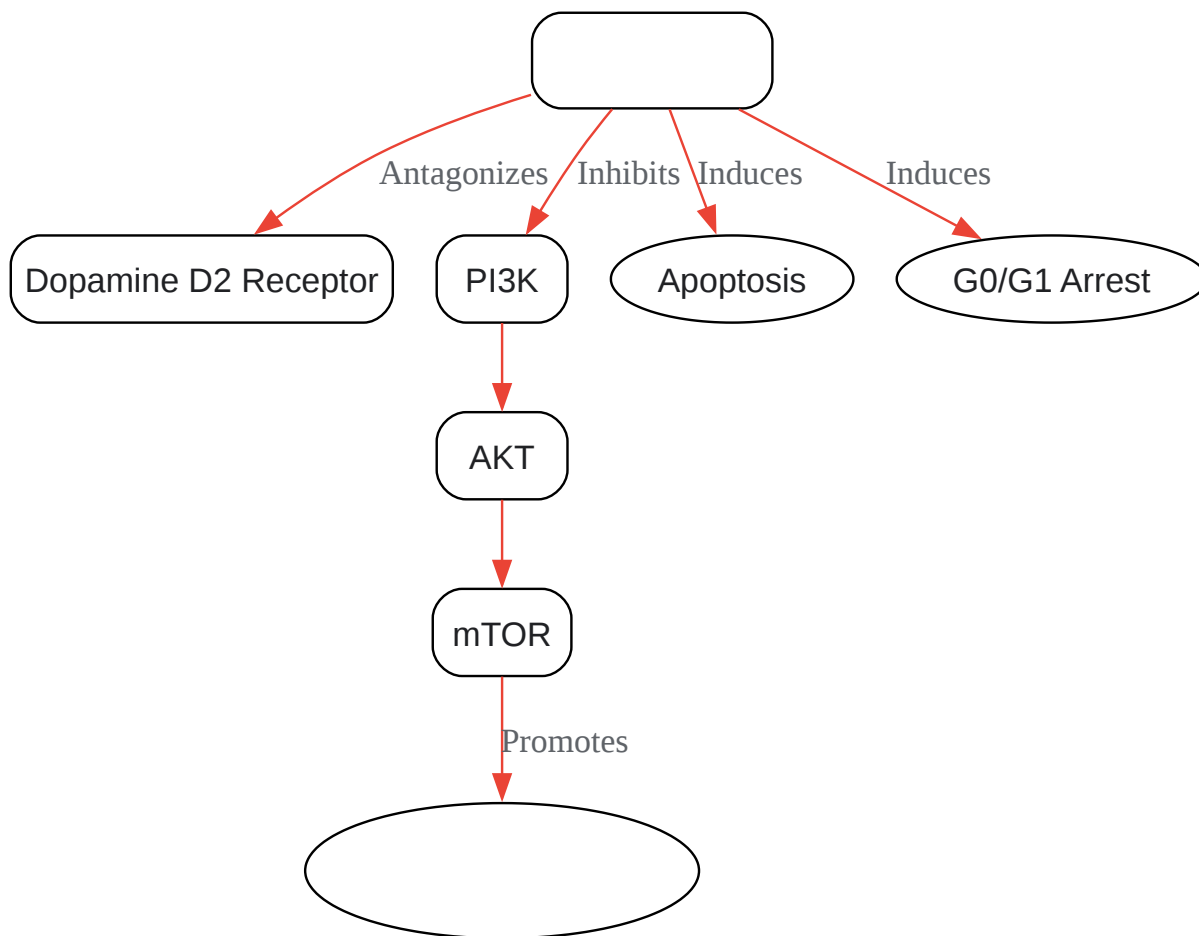 Antagonizes
Inhibits
Induces
Induces
Dopamine D2 Receptor
PI3K
Apoptosis
G0/G1 Arrest
AKT
mTOR
Promotes